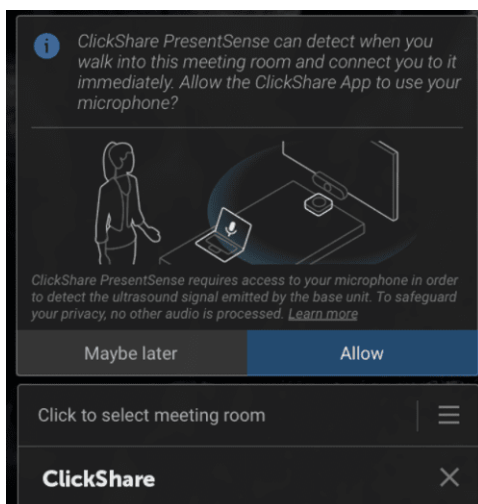 ClickShare PresentSense can detect when you
walk into this meeting room and connect you to it
immediately. Allow the ClickShare App to use your
microphone?
ClickShare PresentSense requires access to your microphone in order
to detect the ultrasound signal emitted by the base unit. To safeguard
your privacy, no other audio is processed. Learn more
Maybe later
Allow
Click to select meeting room
ClickShare